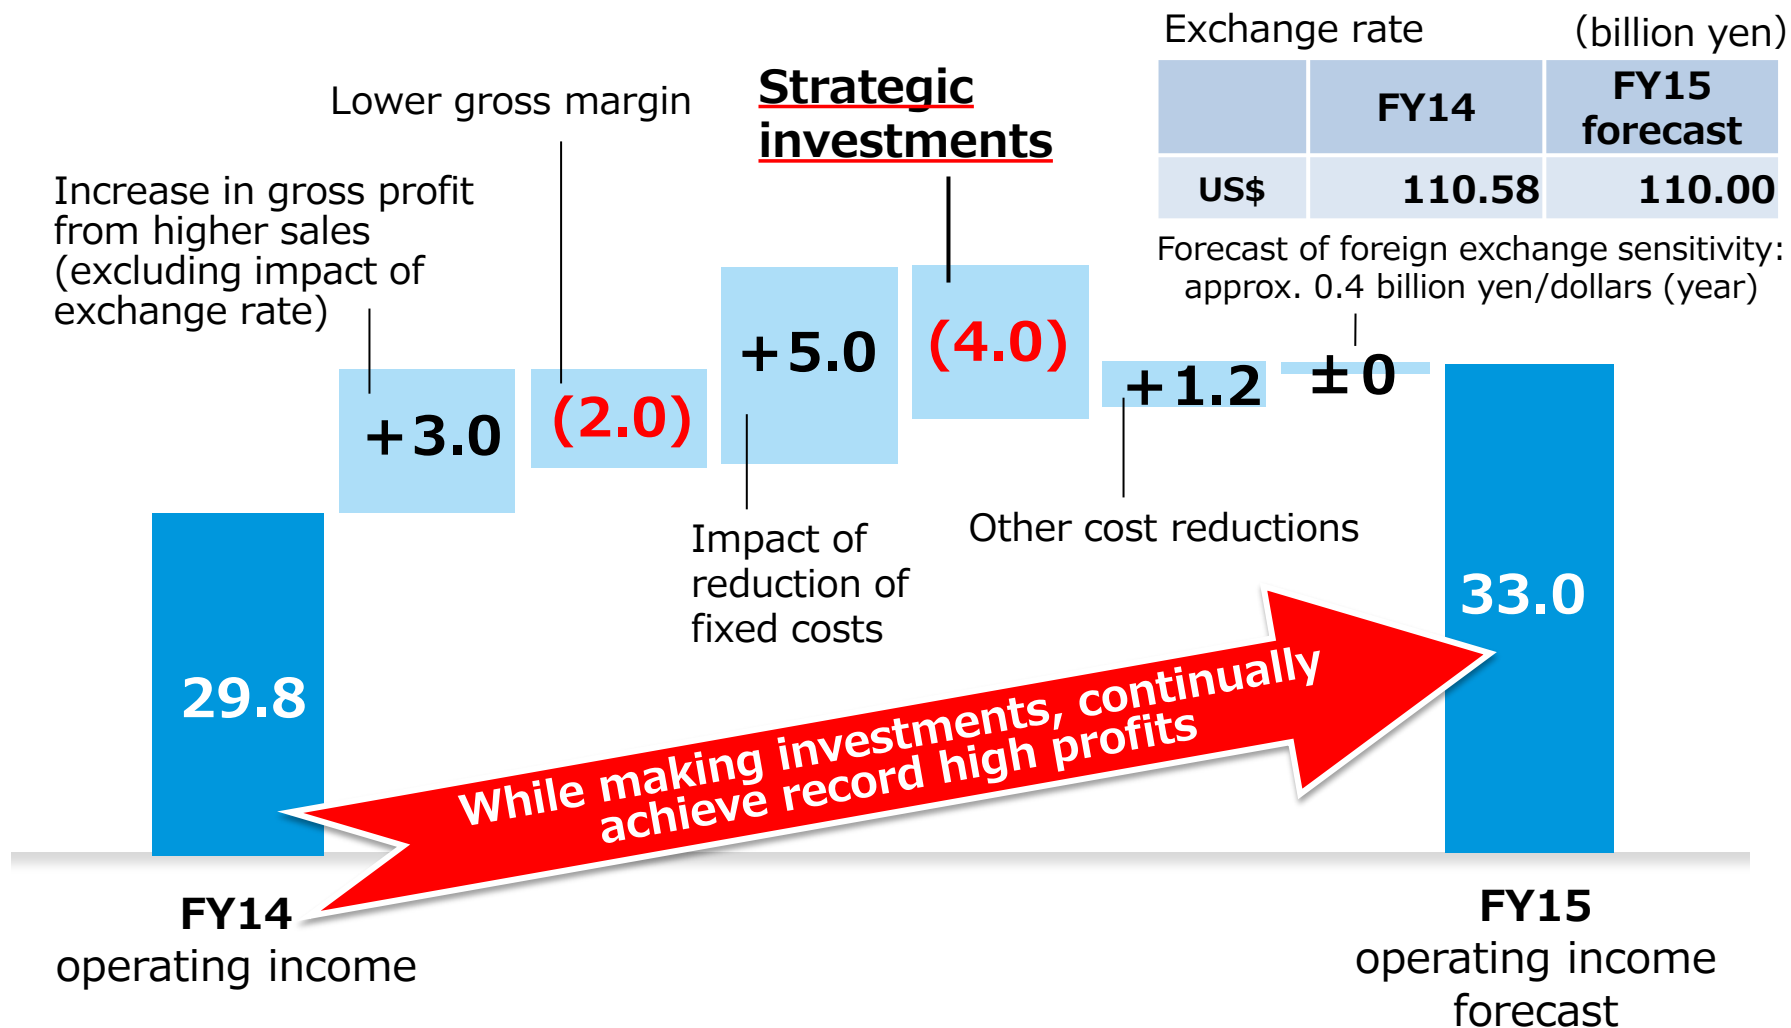 Exchange rate (billion yen)
FY14 FY15
forecast
US$ 110.58 110.00
Forecast of foreign exchange sensitivity:
approx. 0.4 billion yen/dollars (year)
Lower gross margin
Strategic
investments
Increase in gross profit
from higher sales
(excluding impact of
exchange rate)
+3.0
(2.0)
+5.0
(4.0)
+1.2
±0
Impact of
reduction of
fixed costs
Other cost reductions
29.8
33.0
While making investments, continually
achieve record high profits
FY14
operating income
FY15
operating income
forecast